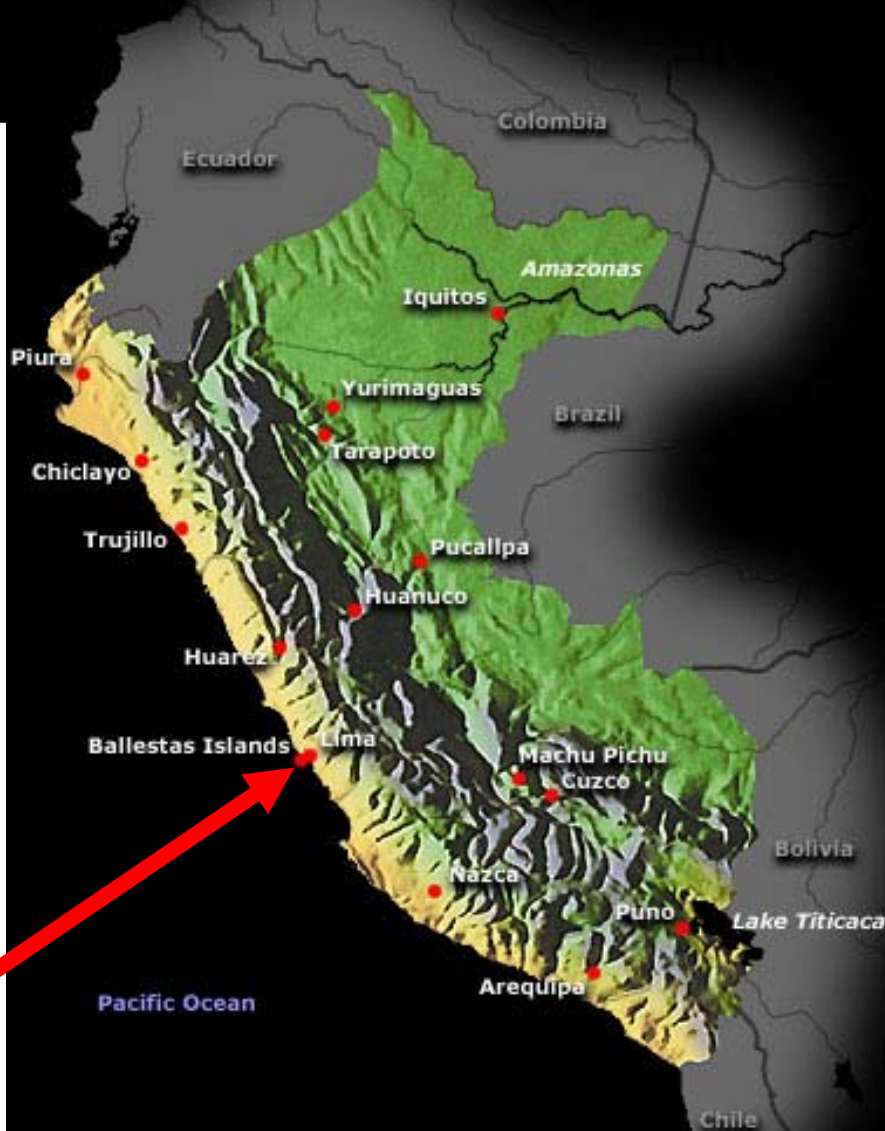 Colombia
Ecuador
Amazonas
Iquitos
Piura
Yurimaguas
Brazil
Tarapoto
Chiclayo
Trujillo
Pucallpa
Huanuco
Huarez
Ballestas Islands
Lima
Machu Pichu
Cuzco
Bolivia
Nazca
Puno
Lake Titicaca
Arequipa
Pacific Ocean
Chile